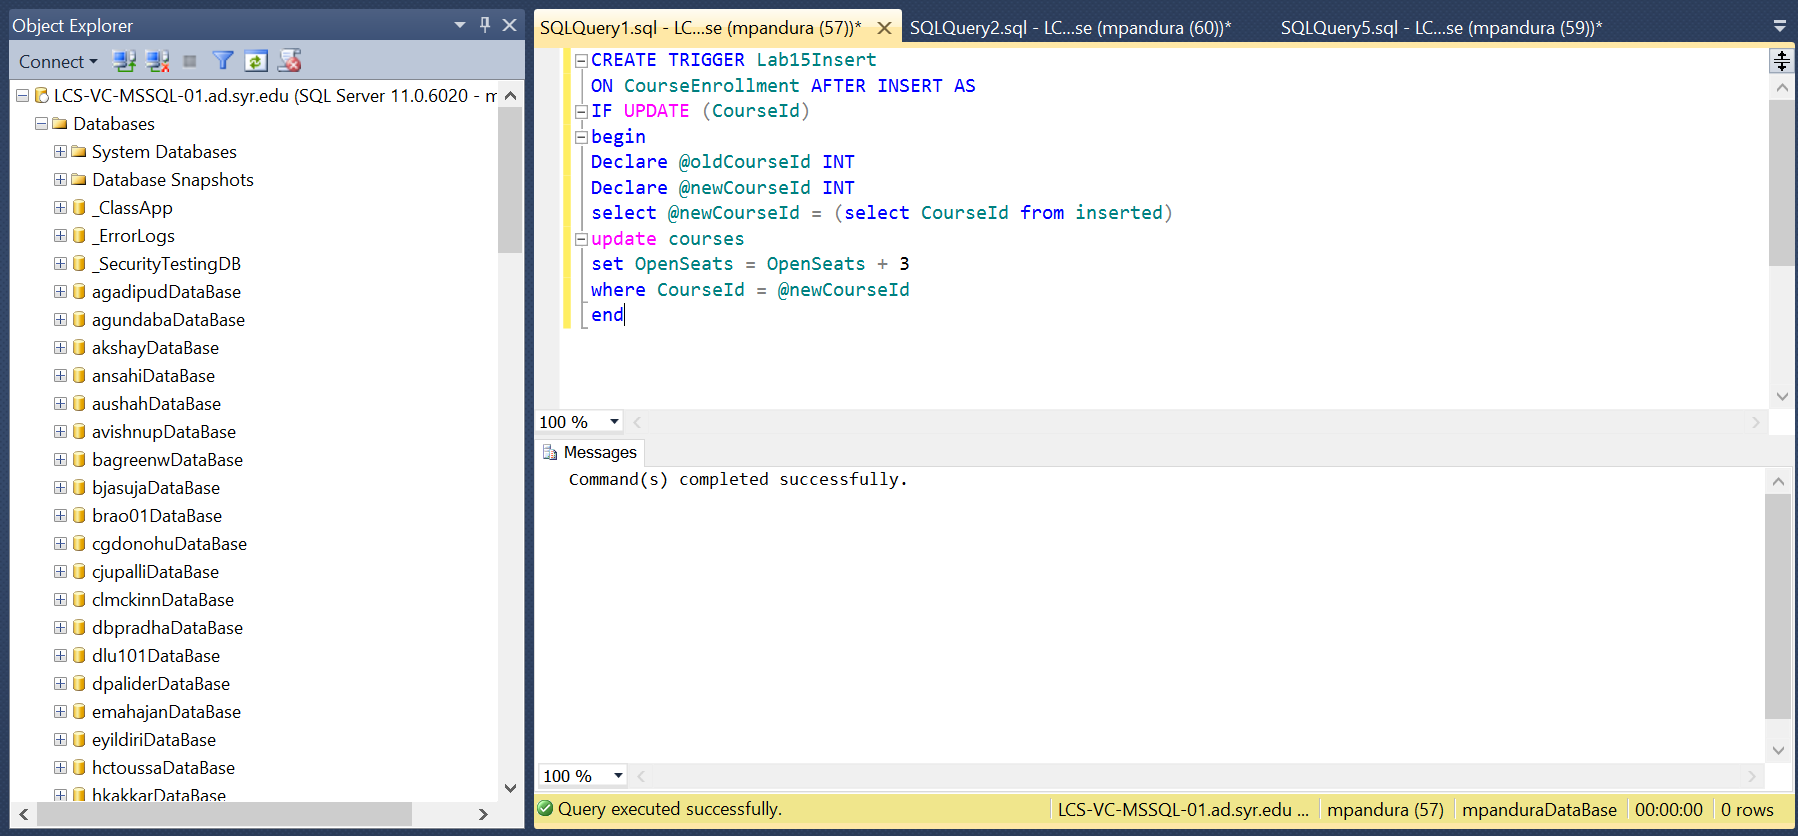 Object Explorer
Connect
LCS-VC-MSSQL-01.ad.syr.edu (SQL Server 11.0.6020 - m
Databases
System Databases
Database Snapshots
_ClassApp
_ErrorLogs
_SecurityTestingDB
agadipudDataBase
agundabaDataBase
akshayDataBase
ansahiDataBase
aushahDataBase
avishnupDataBase
bagreenwDataBase
bjasujaDataBase
brao01DataBase
cgdonohuDataBase
cjupalliDataBase
clmckinnDataBase
dbpradhaDataBase
dlu101DataBase
dpaliderDataBase
emahajanDataBase
eyildiriDataBase
hctoussaDataBase
hkakkarDataBase
SQLQuery1.sql - LC...se (mpandura (57))*
SQLQuery2.sql - LC...se (mpandura (60))*
SQLQuery5.sql - LC...se (mpandura (59))*
CREATE TRIGGER Lab15Insert
ON CourseEnrollment AFTER INSERT AS
IF UPDATE (CourseId)
begin
Declare @oldCourseId INT
Declare @newCourseId INT
select @newCourseId = (select CourseId from inserted)
update courses
set OpenSeats = OpenSeats + 3
where CourseId = @newCourseId
end
100 %
Messages
Command(s) completed successfully.
100 %
Query executed successfully.
LCS-VC-MSSQL-01.ad.syr.edu ...
mpandura (57)
mpanduraDataBase
00:00:00
0 rows